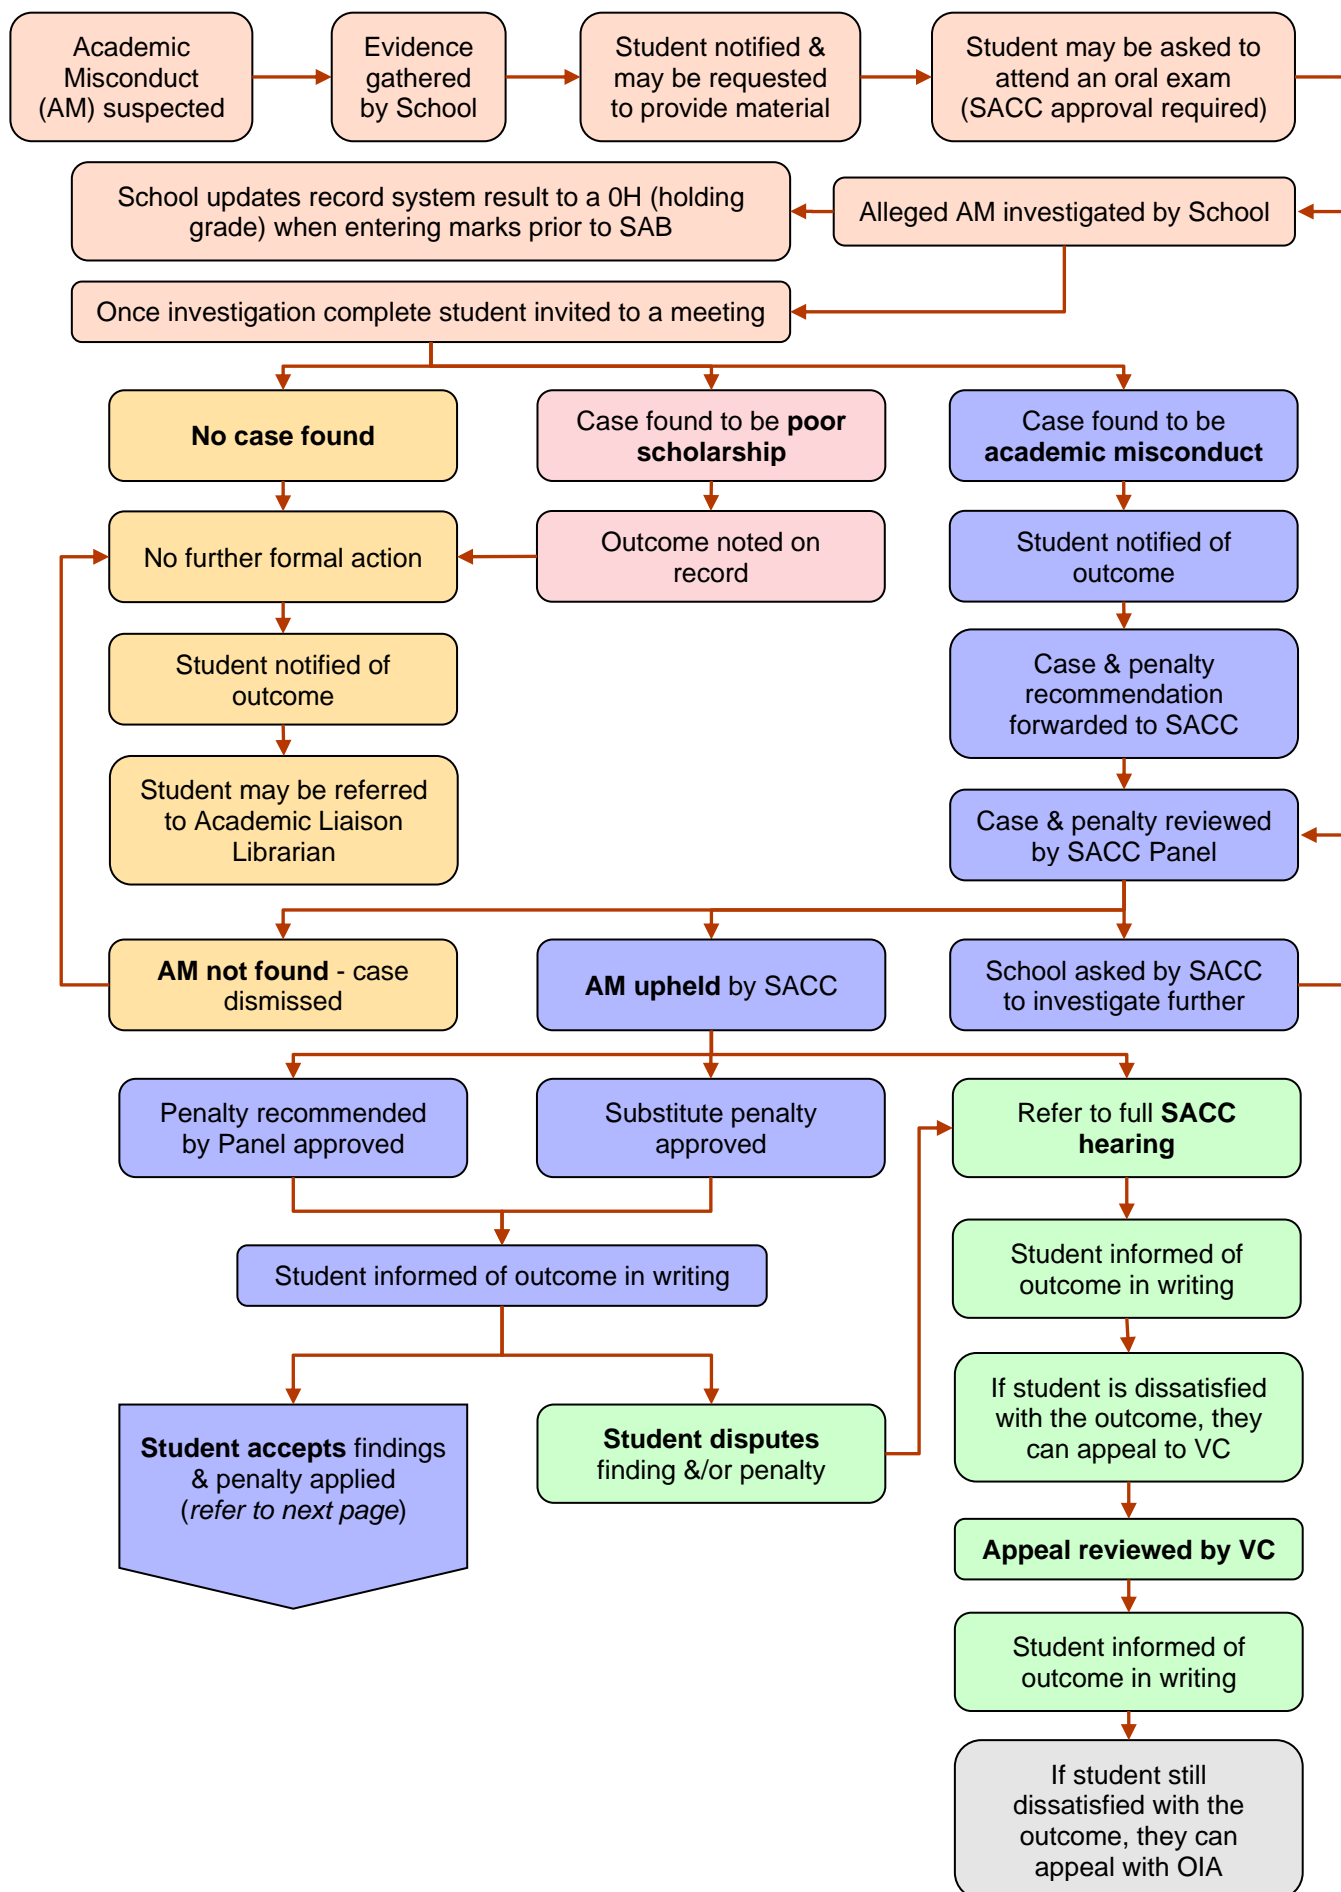 Academic
Misconduct
(AM) suspected
Evidence
gathered
by School
Student notified &
may be requested
to provide material
Student may be asked to
attend an oral exam
(SACC approval required)
School updates record system result to a 0H (holding
grade) when entering marks prior to SAB
Alleged AM investigated by School
Once investigation complete student invited to a meeting
No case found
Case found to be poor
scholarship
Case found to be
academic misconduct
No further formal action
Outcome noted on
record
Student notified of
outcome
Student notified of
outcome
Case & penalty
recommendation
forwarded to SACC
Student may be referred
to Academic Liaison
Librarian
Case & penalty reviewed
by SACC Panel
AM not found - case
dismissed
AM upheld by SACC
School asked by SACC
to investigate further
Penalty recommended
by Panel approved
Substitute penalty
approved
Refer to full SACC
hearing
Student informed of outcome in writing
Student informed of
outcome in writing
Student accepts findings
& penalty applied
(refer to next page)
Student disputes
finding &/or penalty
If student is dissatisfied
with the outcome, they
can appeal to VC
Appeal reviewed by VC
Student informed of
outcome in writing
If student still
dissatisfied with the
outcome, they can
appeal with OIA